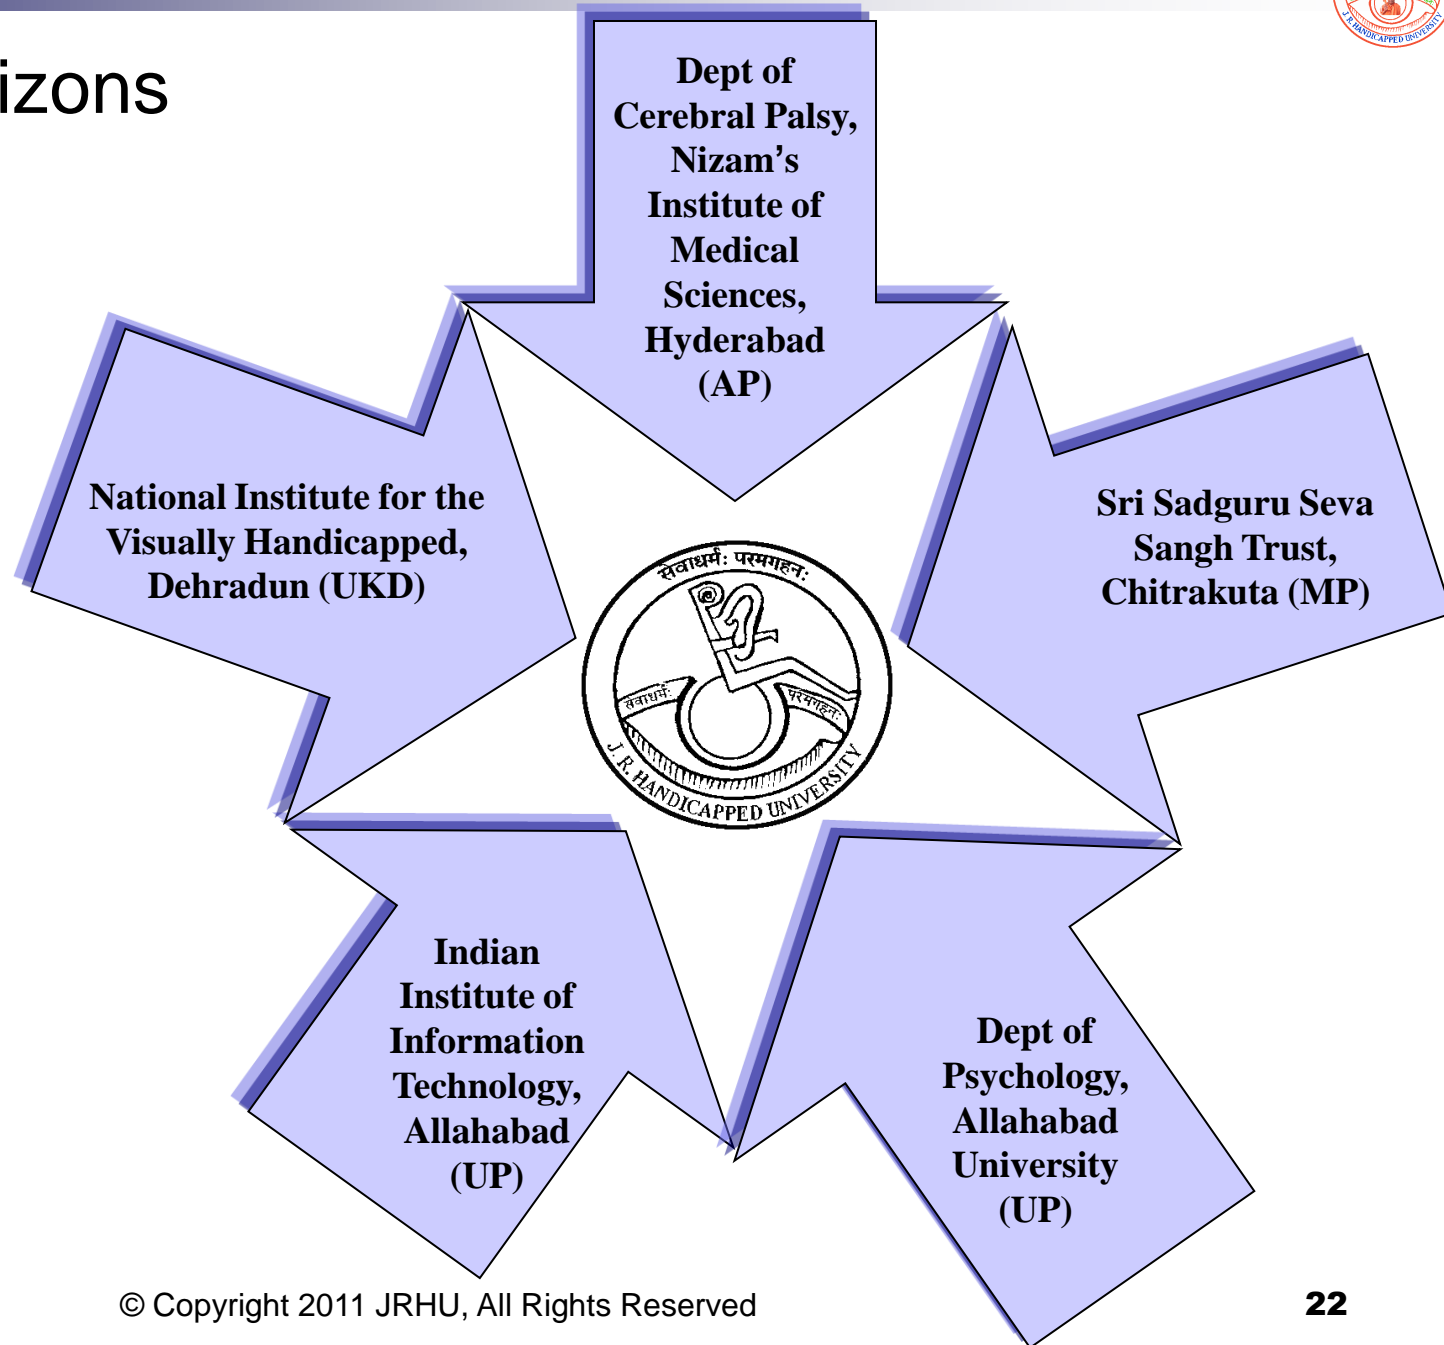 J. R. HANDICAPPED UNIVERSITY
izons
Dept of
Cerebral Palsy,
Nizam’s
Institute of
Medical
Sciences,
Hyderabad
(AP)
National Institute for the
Visually Handicapped,
Dehradun (UKD)
Sri Sadguru Seva
Sangh Trust,
Chitrakuta (MP)
सेवाधर्मः परमगहनः
सेवाधर्मः
परमगहनः
J. R. HANDICAPPED UNIVERSITY
Indian
Institute of
Information
Technology,
Allahabad
(UP)
Dept of
Psychology,
Allahabad
University
(UP)
© Copyright 2011 JRHU, All Rights Reserved
22